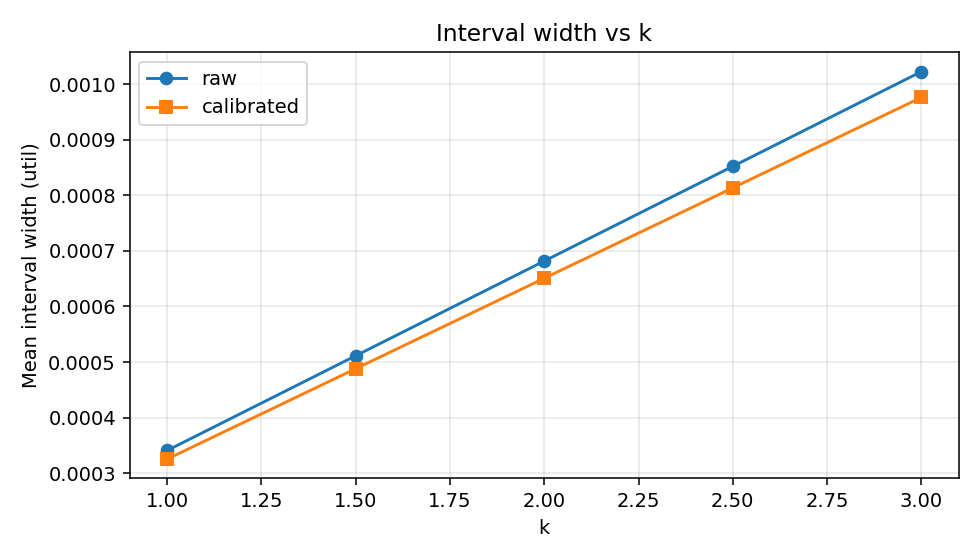 Interval width vs k
raw
calibrated
Mean interval width (util)
0.0010
0.0009
0.0008
0.0007
0.0006
0.0005
0.0004
0.0003
1.00 1.25 1.50 1.75 2.00 2.25 2.50 2.75 3.00
k